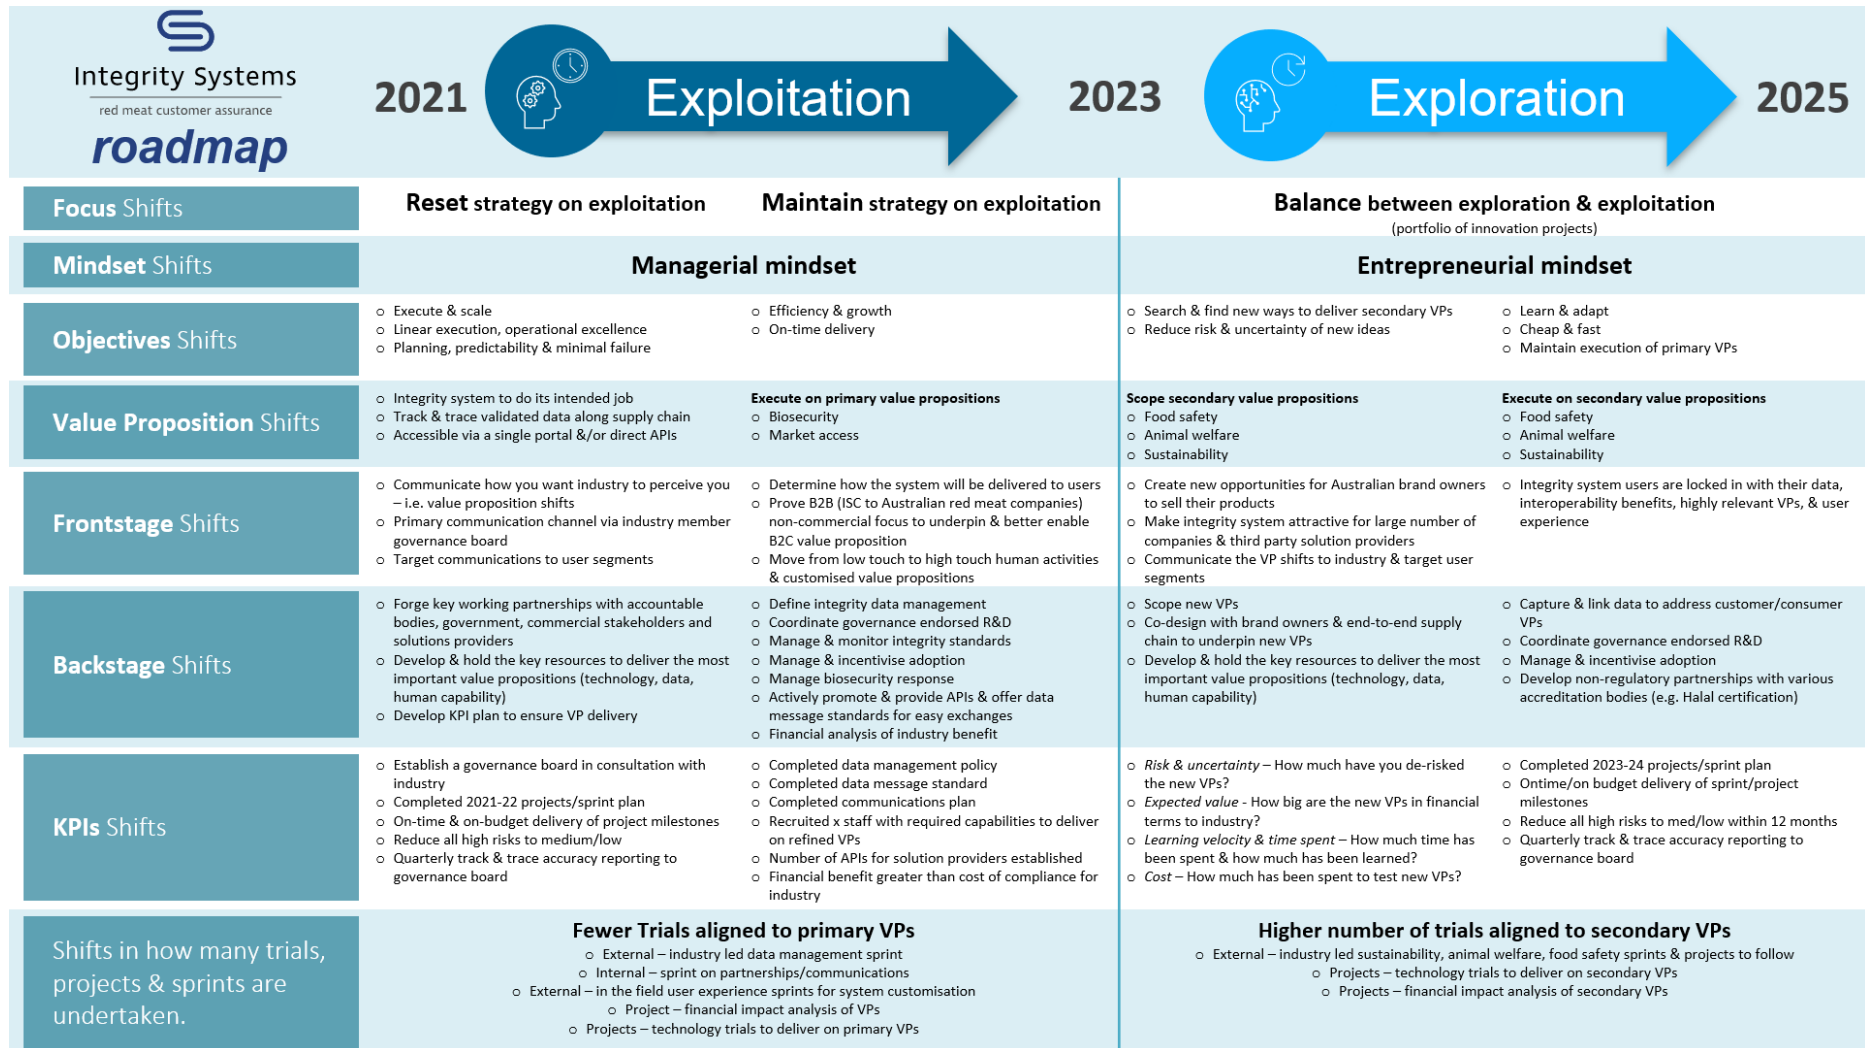 Integrity Systems
red meat customer assurance
roadmap
2021
Exploitation
2023
Exploration
2025
Focus Shifts
Reset strategy on exploitation
Maintain strategy on exploitation
Balance between exploration & exploitation
(portfolio of innovation projects)
Mindset Shifts
Managerial mindset
Entrepreneurial mindset
Objectives Shifts
o Execute & scale
o Linear execution, operational excellence
o Planning, predictability & minimal failure
o Efficiency & growth
o On-time delivery
o Search & find new ways to deliver secondary VPs
o Reduce risk & uncertainty of new ideas
o Learn & adapt
o Cheap & fast
o Maintain execution of primary VPs
Value Proposition Shifts
o Integrity system to do its intended job
o Track & trace validated data along supply chain
o Accessible via a single portal &/or direct APIs
Execute on primary value propositions
o Biosecurity
o Market access
Scope secondary value propositions
o Food safety
o Animal welfare
o Sustainability
Execute on secondary value propositions
o Food safety
o Animal welfare
o Sustainability
Frontstage Shifts
o Communicate how you want industry to perceive you
– i.e. value proposition shifts
o Primary communication channel via industry member
governance board
o Target communications to user segments
o Determine how the system will be delivered to users
o Prove B2B (ISC to Australian red meat companies)
non-commercial focus to underpin & better enable
B2C value proposition
o Move from low touch to high touch human activities
& customised value propositions
o Create new opportunities for Australian brand owners
to sell their products
o Make integrity system attractive for large number of
companies & third party solution providers
o Communicate the VP shifts to industry & target user
segments
o Integrity system users are locked in with their data,
interoperability benefits, highly relevant VPs, & user
experience
Backstage Shifts
o Forge key working partnerships with accountable
bodies, government, commercial stakeholders and
solutions providers
o Develop & hold the key resources to deliver the most
important value propositions (technology, data,
human capability)
o Develop KPI plan to ensure VP delivery
o Define integrity data management
o Coordinate governance endorsed R&D
o Manage & monitor integrity standards
o Manage & incentivise adoption
o Manage biosecurity response
o Actively promote & provide APIs & offer data
message standards for easy exchanges
o Financial analysis of industry benefit
o Scope new VPs
o Co-design with brand owners & end-to-end supply
chain to underpin new VPs
o Develop & hold the key resources to deliver the most
important value propositions (technology, data,
human capability)
o Capture & link data to address customer/consumer
VPs
o Coordinate governance endorsed R&D
o Manage & incentivise adoption
o Develop non-regulatory partnerships with various
accreditation bodies (e.g. Halal certification)
KPIs Shifts
o Establish a governance board in consultation with
industry
o Completed 2021-22 projects/sprint plan
o On-time & on-budget delivery of project milestones
o Reduce all high risks to medium/low
o Quarterly track & trace accuracy reporting to
governance board
o Completed data management policy
o Completed data message standard
o Completed communications plan
o Recruited x staff with required capabilities to deliver
on refined VPs
o Number of APIs for solution providers established
o Financial benefit greater than cost of compliance for
industry
o Risk & uncertainty – How much have you de-risked
the new VPs?
o Expected value - How big are the new VPs in financial
terms to industry?
o Learning velocity & time spent – How much time has
been spent & how much has been learned?
o Cost – How much has been spent to test new VPs?
o Completed 2023-24 projects/sprint plan
o Ontime/on budget delivery of sprint/project
milestones
o Reduce all high risks to med/low within 12 months
o Quarterly track & trace accuracy reporting to
governance board
Shifts in how many trials,
projects & sprints are
undertaken.
Fewer Trials aligned to primary VPs
o External – industry led data management sprint
o Internal – sprint on partnerships/communications
o External – in the field user experience sprints for system customisation
o Project – financial impact analysis of VPs
o Projects – technology trials to deliver on primary VPs
Higher number of trials aligned to secondary VPs
o External – industry led sustainability, animal welfare, food safety sprints & projects to follow
o Projects – technology trials to deliver on secondary VPs
o Projects – financial impact analysis of secondary VPs